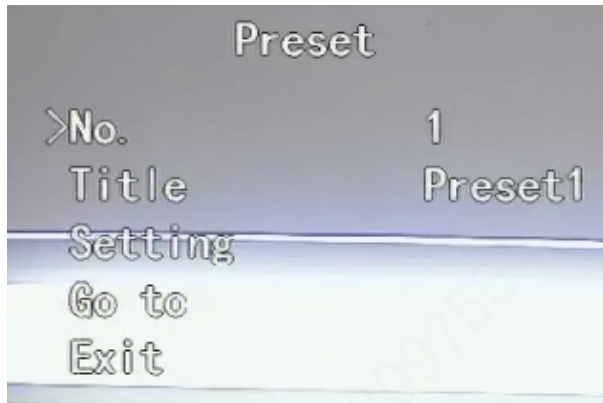 Preset
>No. 1
Title Preset1
Setting
Go to
Exit